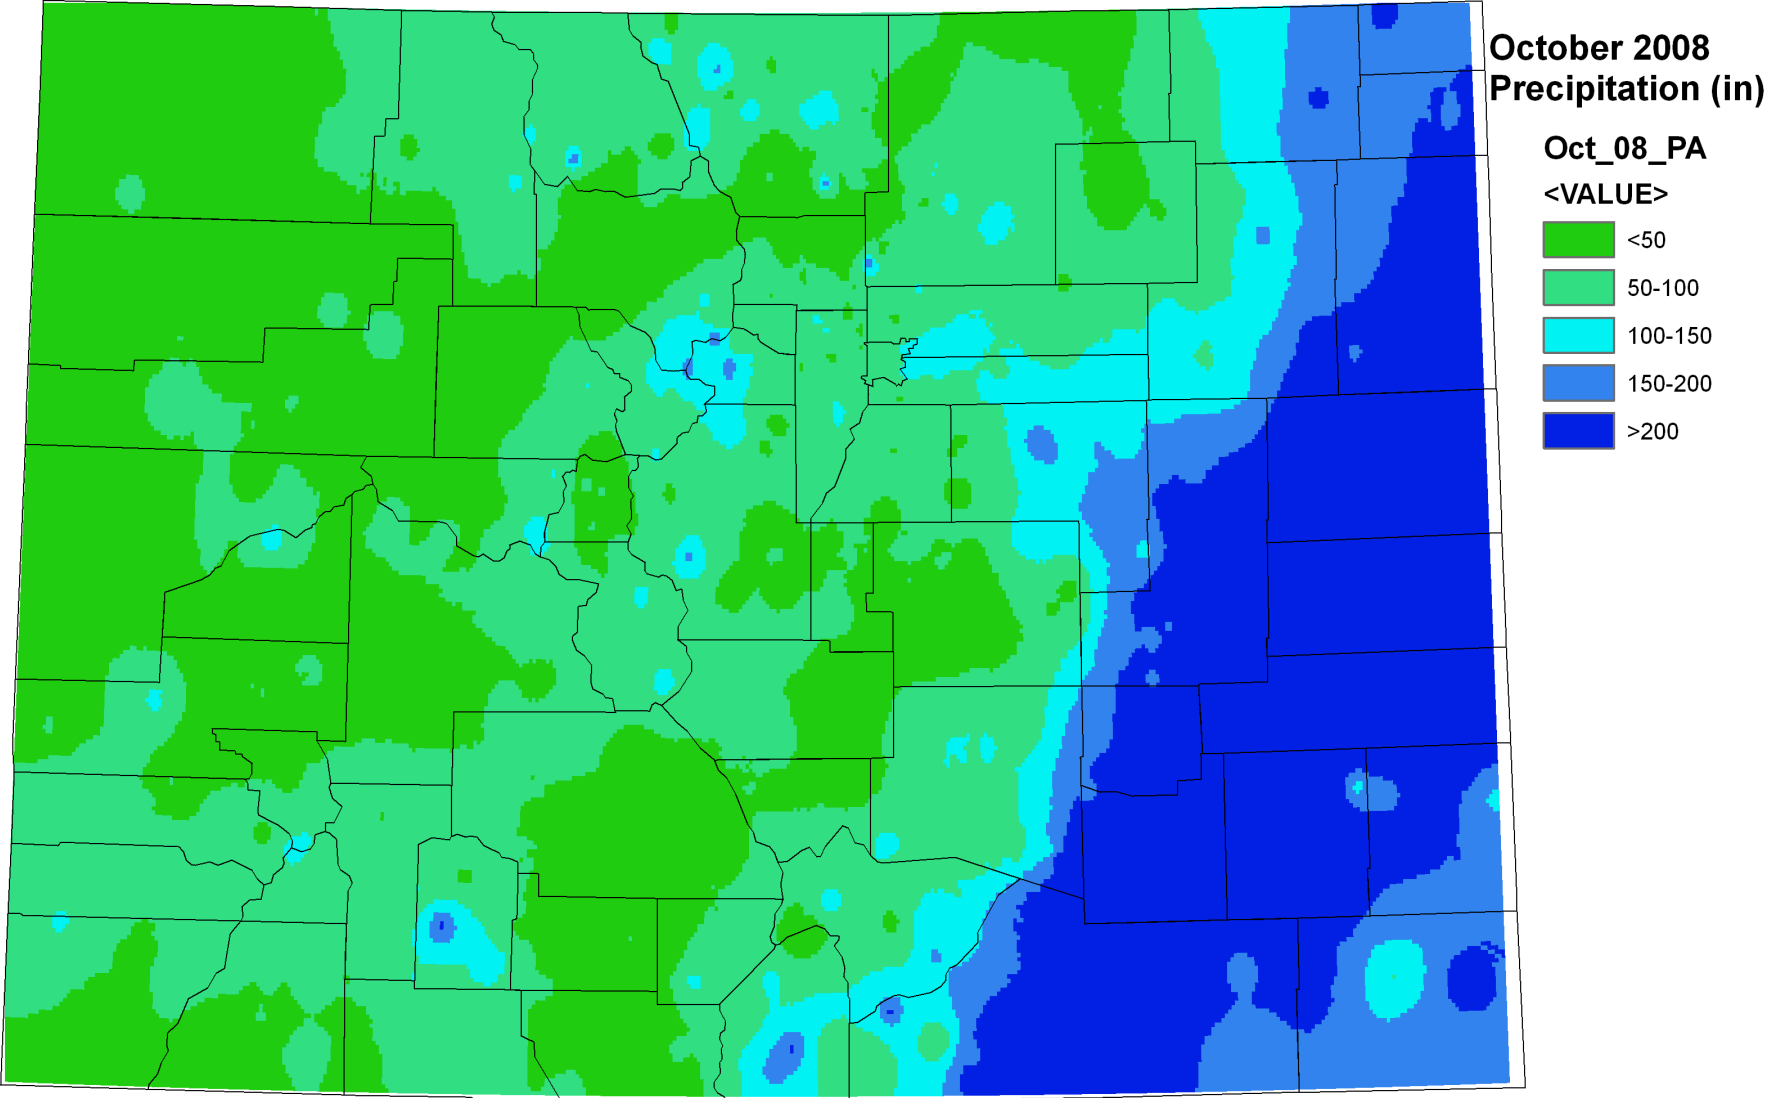 October 2008
Precipitation (in)
Oct_08_PA
<VALUE>
<50
50-100
100-150
150-200
>200